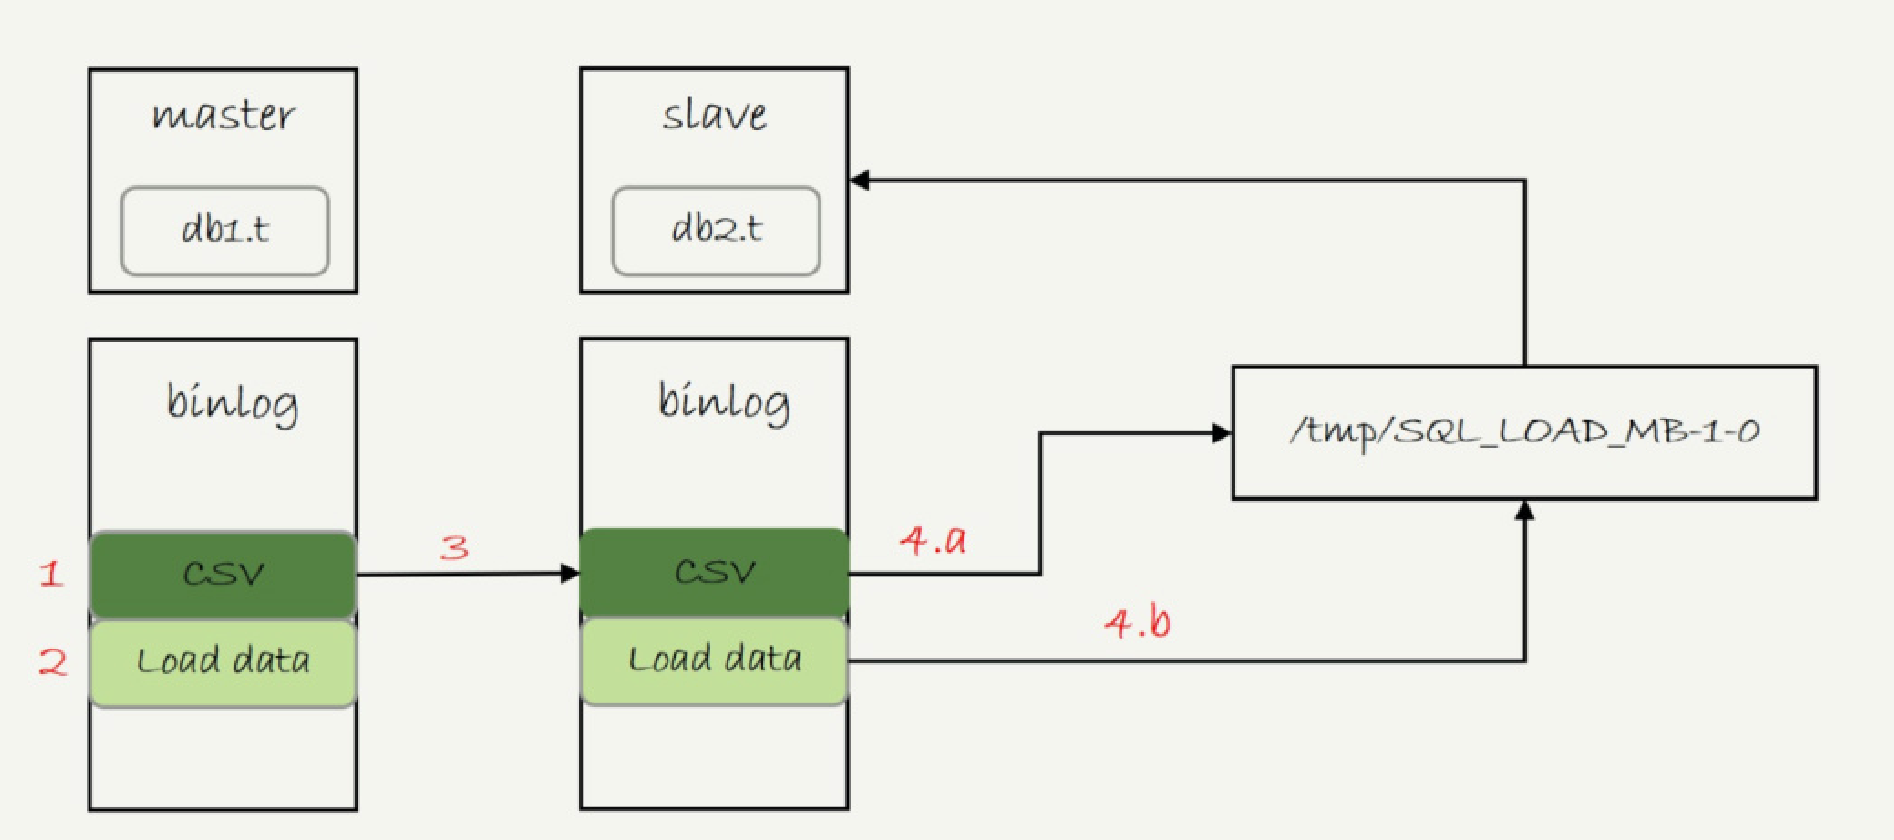 master
db1.t
slave
db2.t
binlog
binlog
/tmp/SQL_LOAD_MB-1-0
1
csv
3
csv
4.a
2
Load data
Load data
4.b